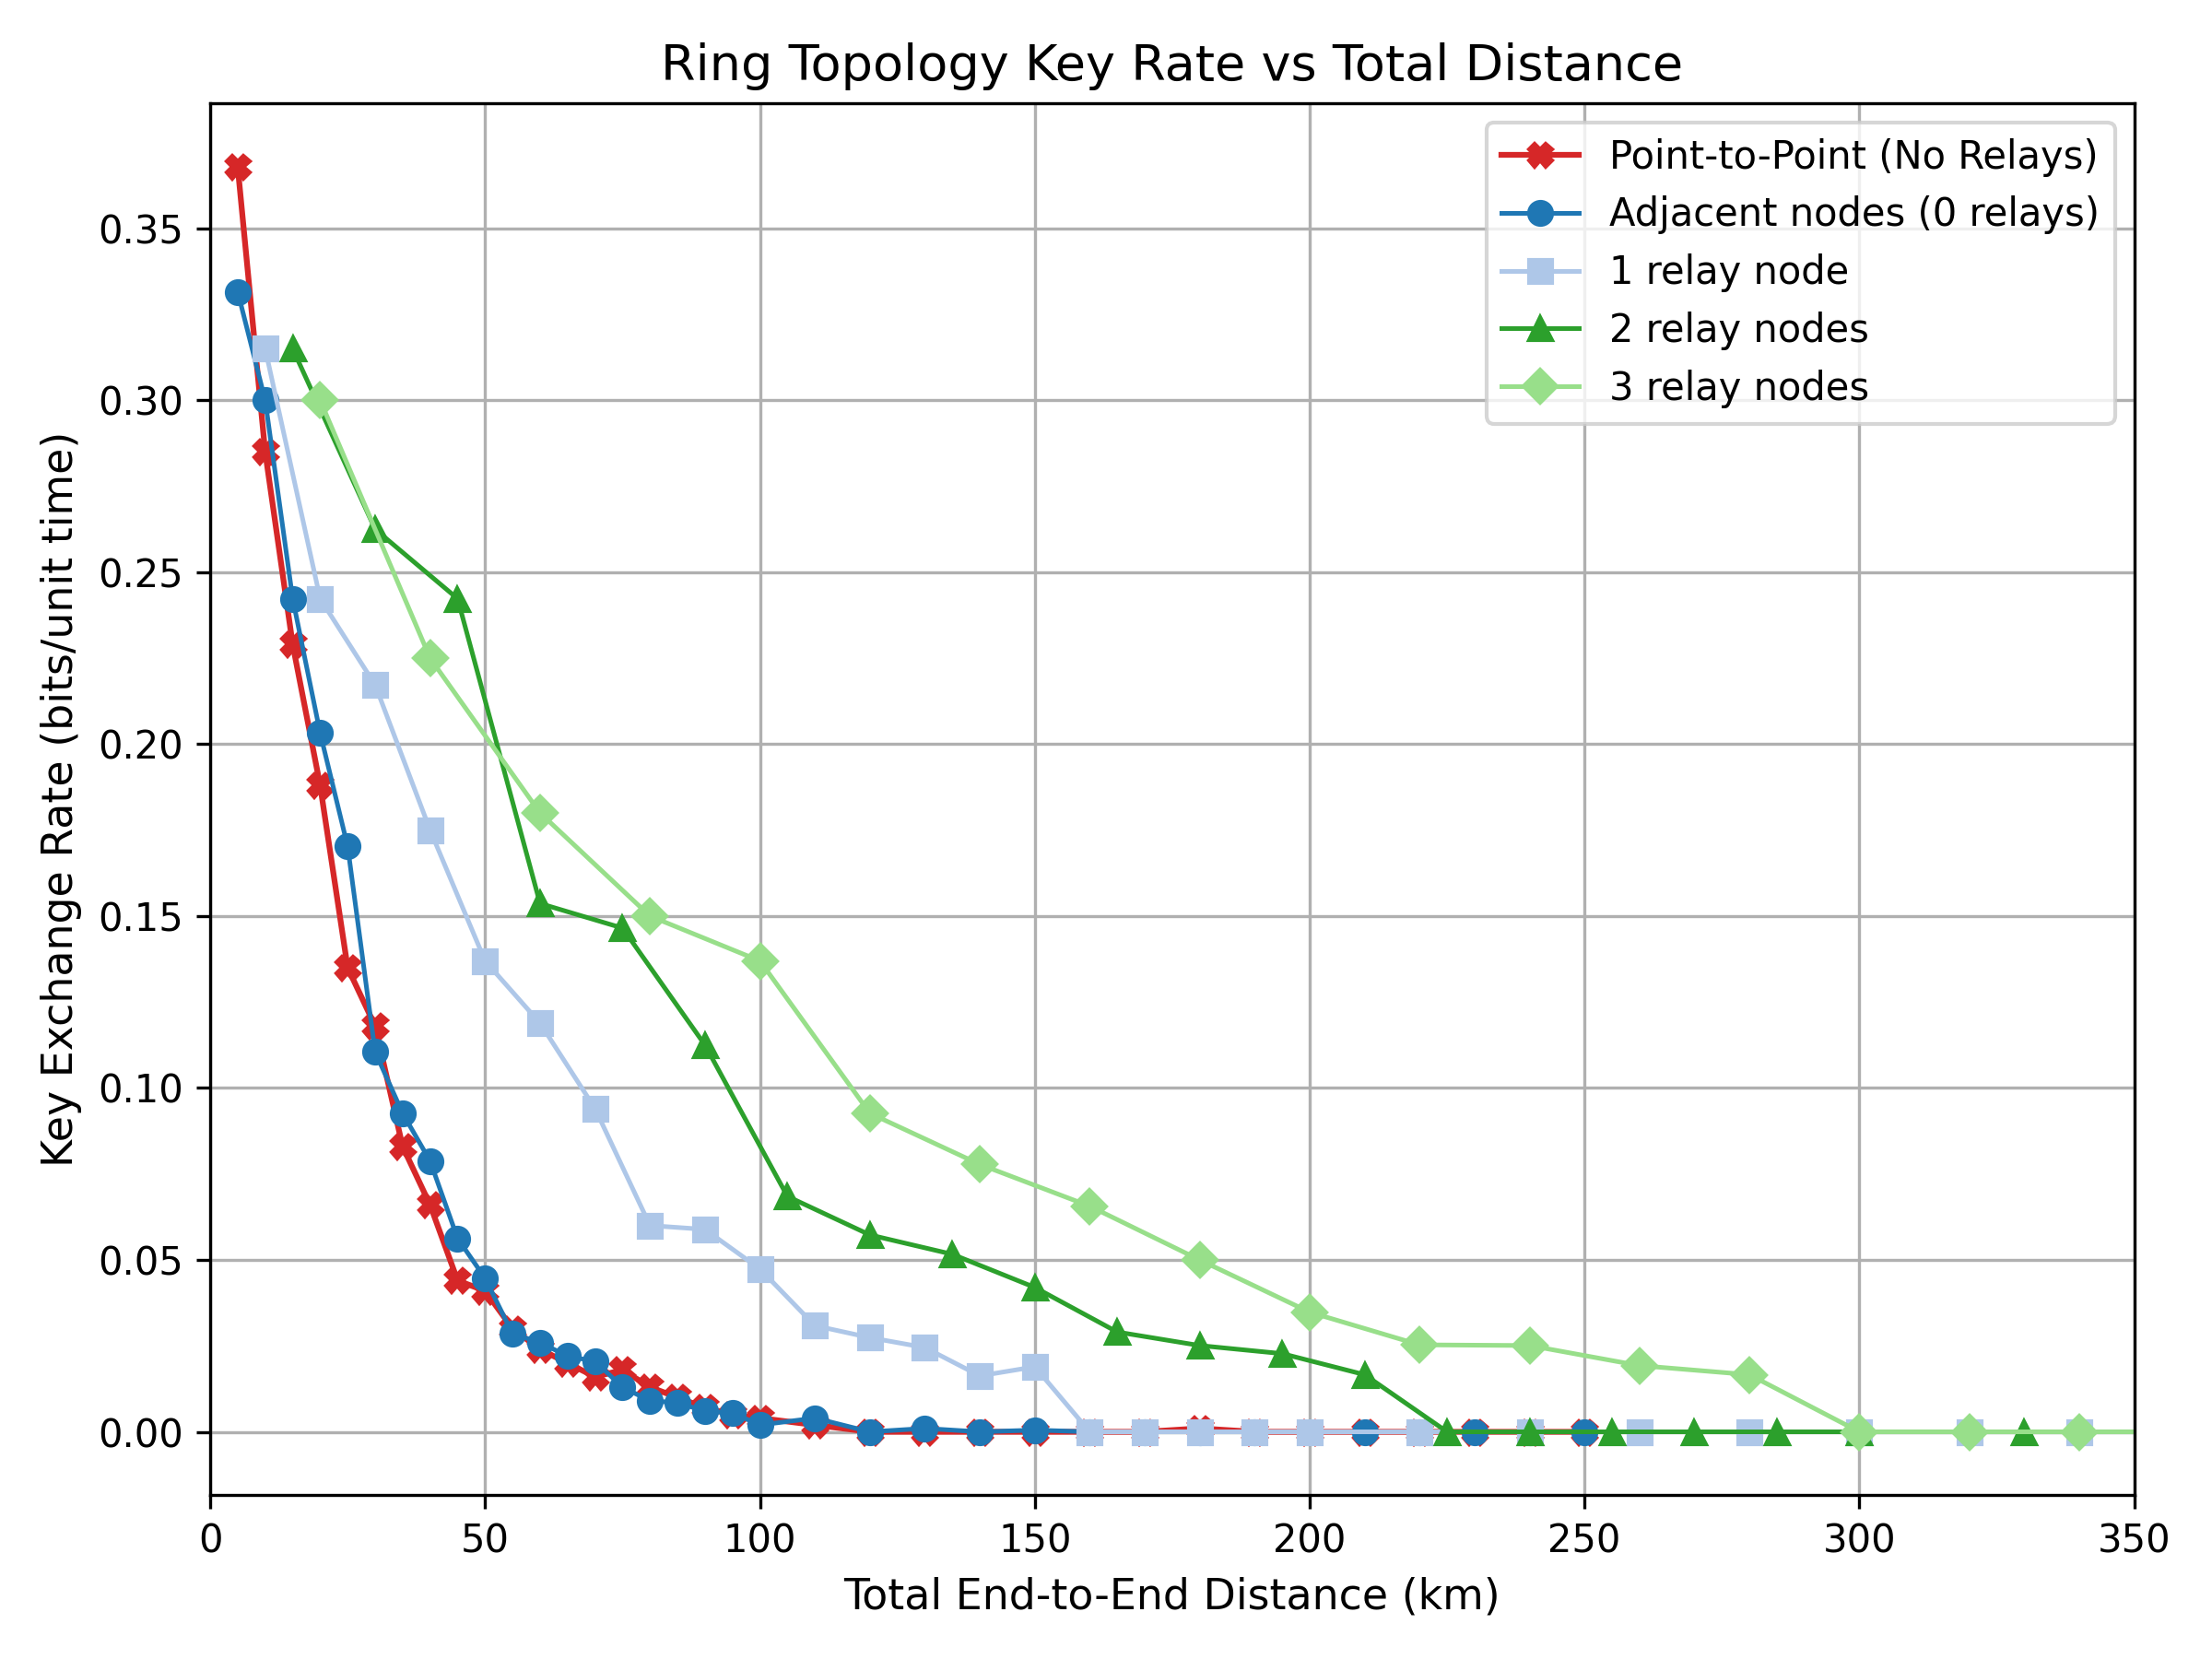 Ring Topology Key Rate vs Total Distance
Key Exchange Rate (bits/unit time)
0.35
0.30
0.25
0.20
0.15
0.10
0.05
0.00
Point-to-Point (No Relays)
Adjacent nodes (0 relays)
1 relay node
2 relay nodes
3 relay nodes
0 50 100 150 200 250 300 350
Total End-to-End Distance (km)